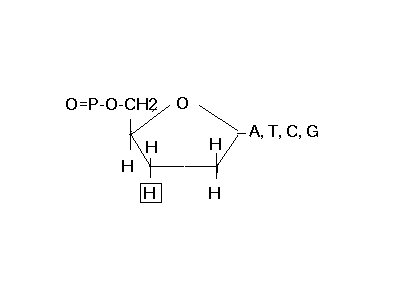 O=P-O-CH2 O
A, T, C, G
H H
H
H H